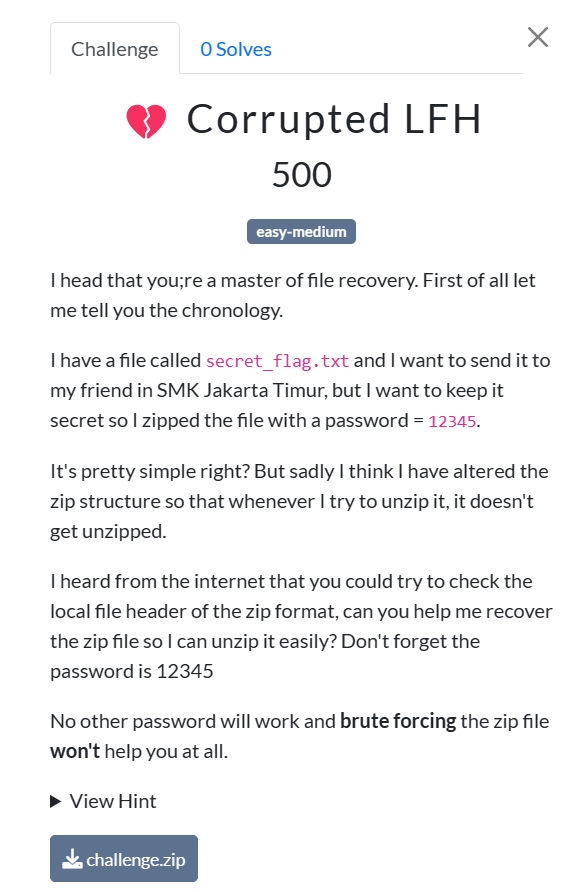 Challenge
0 Solves
Corrupted LFH
500
easy-medium
I head that you;re a master of file recovery. First of all let
me tell you the chronology.
I have a file called secret_flag.txt and I want to send it to
my friend in SMK Jakarta Timur, but I want to keep it
secret so I zipped the file with a password = 12345.
It's pretty simple right? But sadly I think I have altered the
zip structure so that whenever I try to unzip it, it doesn't
get unzipped.
I heard from the internet that you could try to check the
local file header of the zip format, can you help me recover
the zip file so I can unzip it easily? Don't forget the
password is 12345
No other password will work and brute forcing the zip file
won't help you at all.
View Hint
challenge.zip